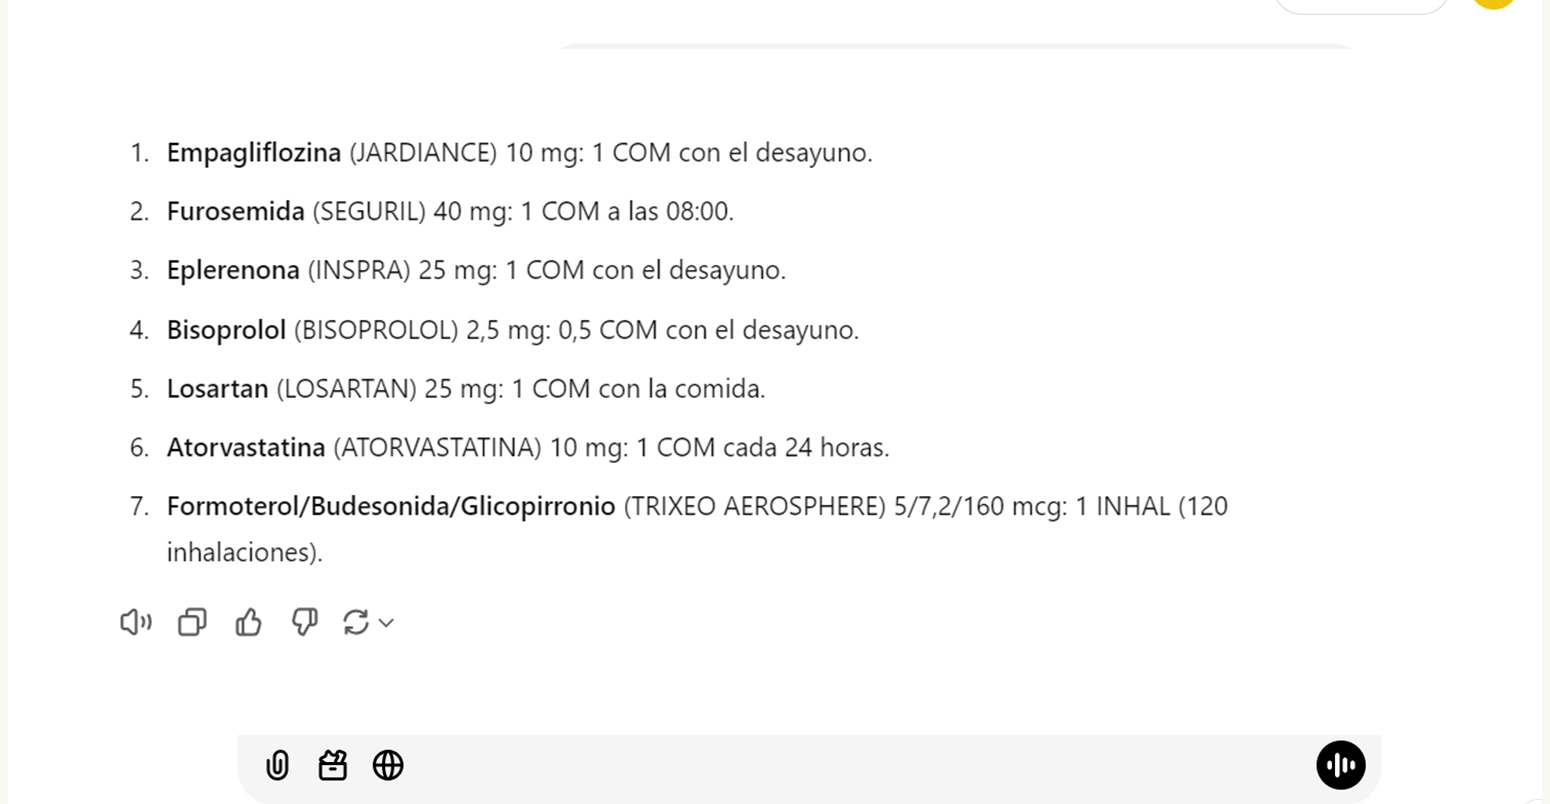 1. Empagliflozina (JARDIANCE) 10 mg: 1 COM con el desayuno.
2. Furosemida (SEGURIL) 40 mg: 1 COM a las 08:00.
3. Eplerenona (INSPRA) 25 mg: 1 COM con el desayuno.
4. Bisoprolol (BISOPROLOL) 2,5 mg: 0,5 COM con el desayuno.
5. Losartan (LOSARTAN) 25 mg: 1 COM con la comida.
6. Atorvastatina (ATORVASTATINA) 10 mg: 1 COM cada 24 horas.
7. Formoterol/Budesonida/Glicopirronio (TRIXEO AEROSPHERE) 5/7,2/160 mcg: 1 INHAL (120
inhalaciones).